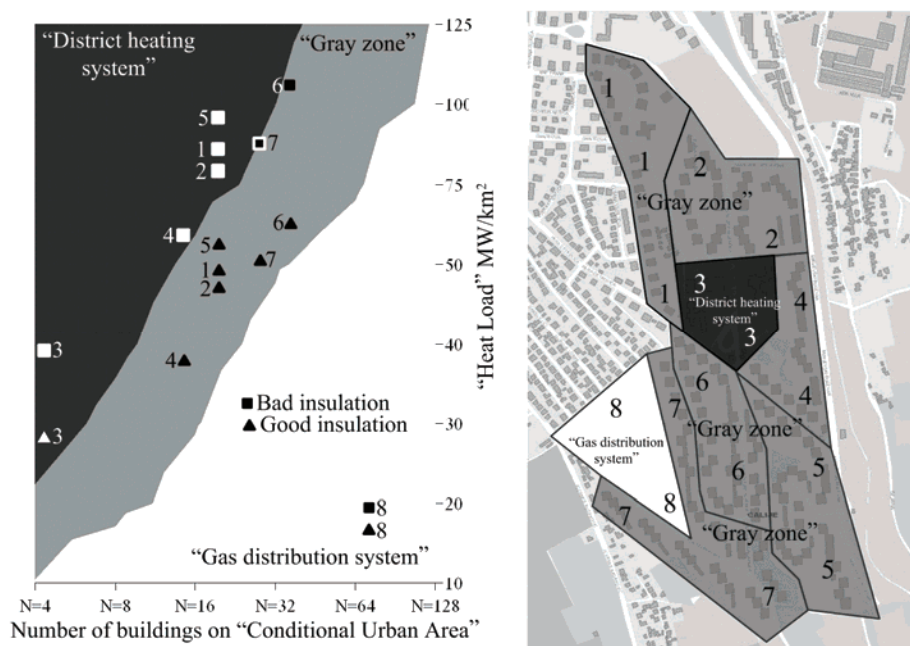 “District heating
system”
“Gray zone”
125
100
75
50
40
30
20
10
“Heat Load” MW/km²
6
5
7
1
2
4
5
6
7
1
2
3
4
3
Bad insulation
Good insulation
8
8
“Gas distribution system”
N=4
N=8
N=16
N=32
N=64
N=128
Number of buildings on “Conditional Urban Area”
1
1
2
“Gray zone”
2
1
3
“District heating
system”
3
4
4
6
8
7
“Gray zone”
“Gas distribution
system”
6
5
8
7
“Gray zone”
5
7